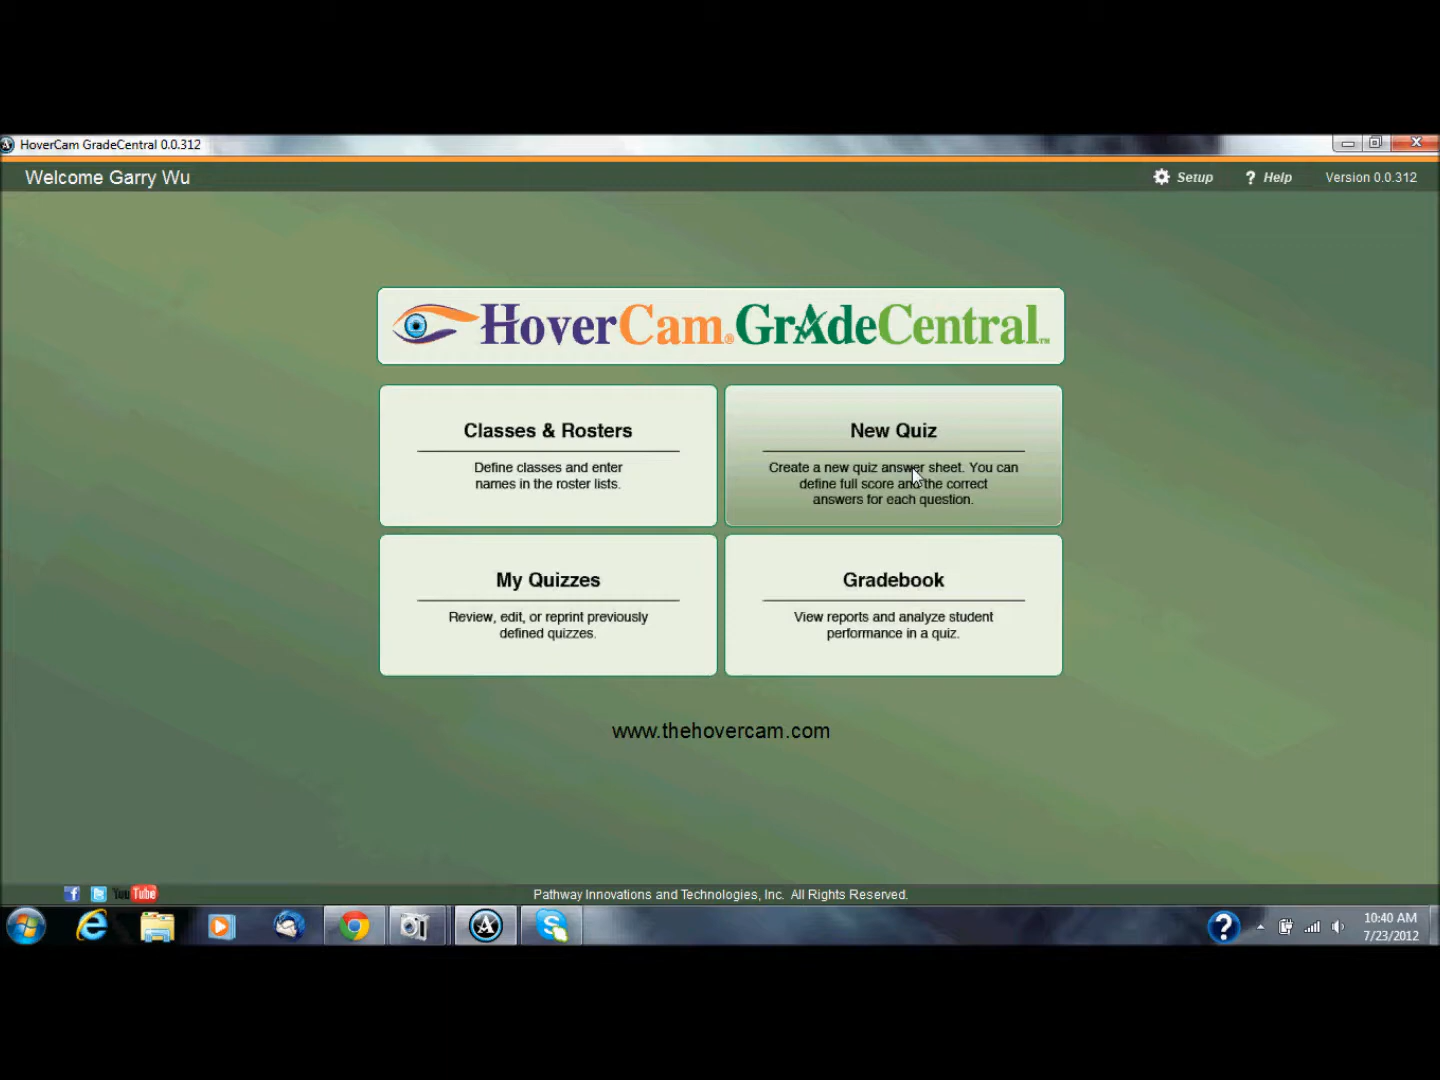 HoverCam GradeCentral 0.0.312
Welcome Garry Wu
Setup
? Help
Version 0.0.312
HoverCam® GrAdeCentral™
Classes & Rosters
Define classes and enter
names in the roster lists.
New Quiz
Create a new quiz answer sheet. You can
define full score and the correct
answers for each question.
My Quizzes
Review, edit, or reprint previously
defined quizzes.
Gradebook
View reports and analyze student
performance in a quiz.
www.thehovercam.com
f
YouTube
Pathway Innovations and Technologies, Inc. All Rights Reserved.
10:40 AM
7/23/2012